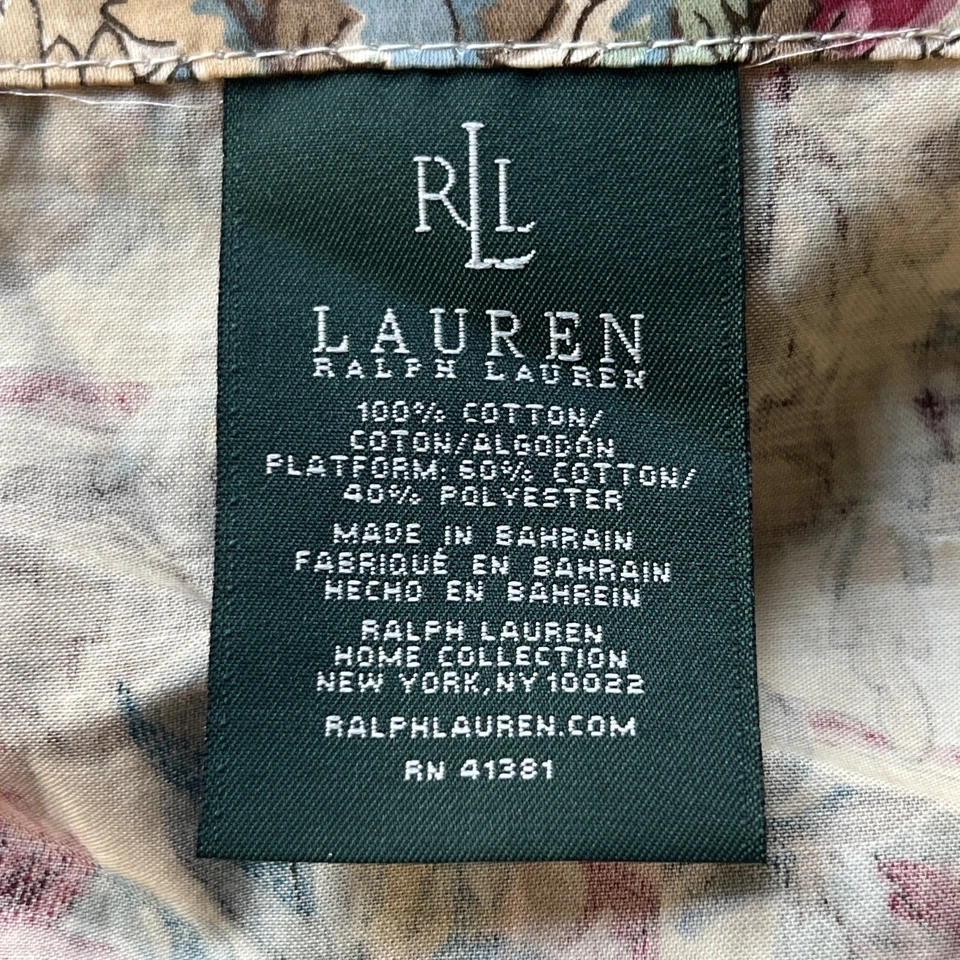 RLL
LAUREN
RALPH LAUREN
100% COTTON/
COTON/ALGODÓN
PLATFORM: 60% COTTON/
40% POLYESTER
MADE IN BAHRAIN
FABRIQUÉ EN BAHRAIN
HECHO EN BAHREIN
RALPH LAUREN
HOME COLLECTION
NEW YORK, NY 10022
RALPHLAUREN.COM
RN 41381